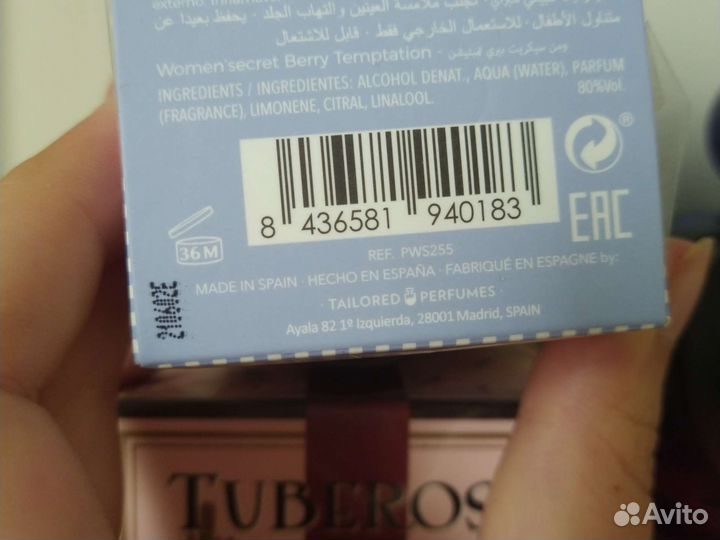 متناول الأطفال · للاستعمال الخارجي فقط · قابل للاشتعال
Women'secret Berry Temptation
INGREDIENTS / INGREDIENTES: ALCOHOL DENAT., AQUA (WATER), PARFUM
(FRAGRANCE), LIMONENE, CITRAL, LINALOOL.
80%Vol.
8 436581 940183
®
EAC
36M
REF. PWS255
MADE IN SPAIN · HECHO EN ESPAÑA · FABRIQUÉ EN ESPAGNE by:
· TAILORED PERFUMES ·
Ayala 82 1º Izquierda, 28001 Madrid, SPAIN
TUBEROS
Avito